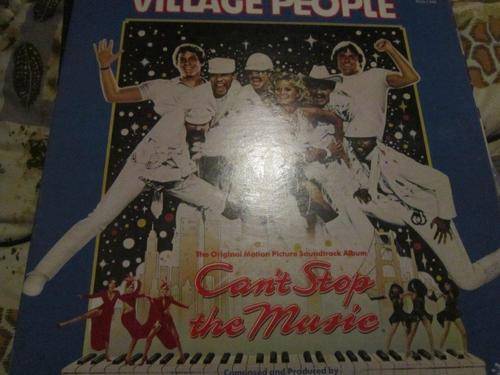 VILLAGE PEOPLE
The Original Motion Picture Soundtrack Album
Can't Stop
the Music
Composed and Produced by